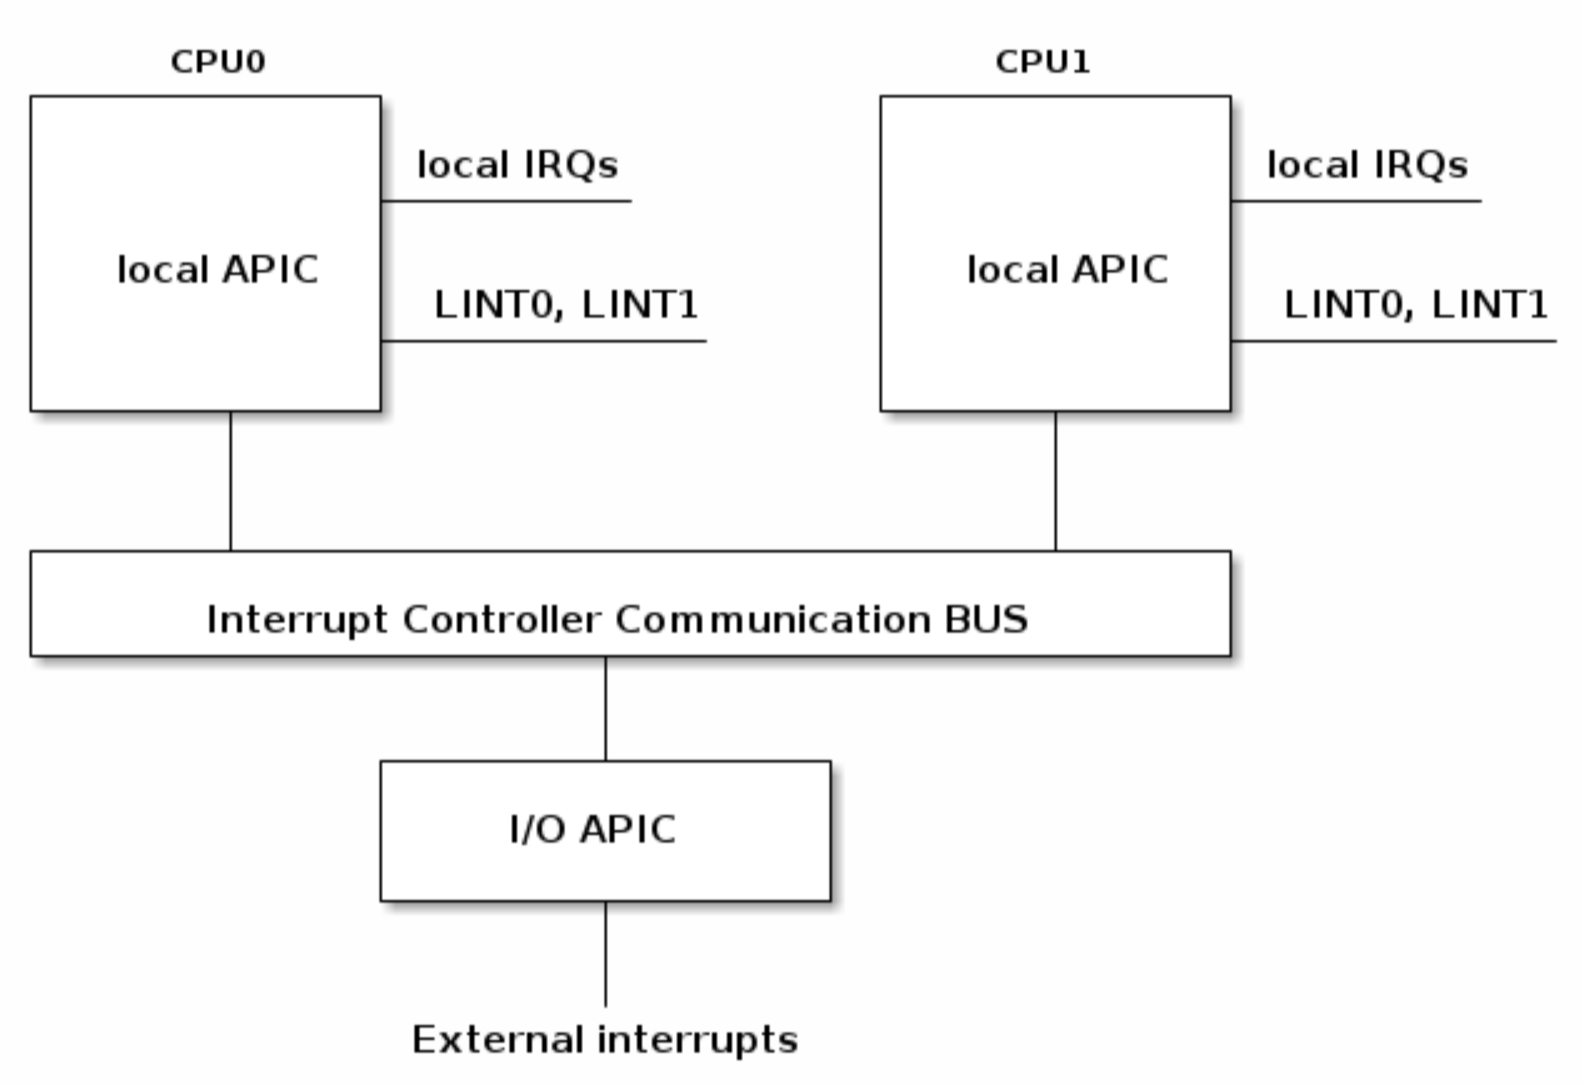 CPU0
CPU1
local IRQs
local IRQs
local APIC
local APIC
LINT0, LINT1
LINT0, LINT1
Interrupt Controller Communication BUS
I/O APIC
External interrupts